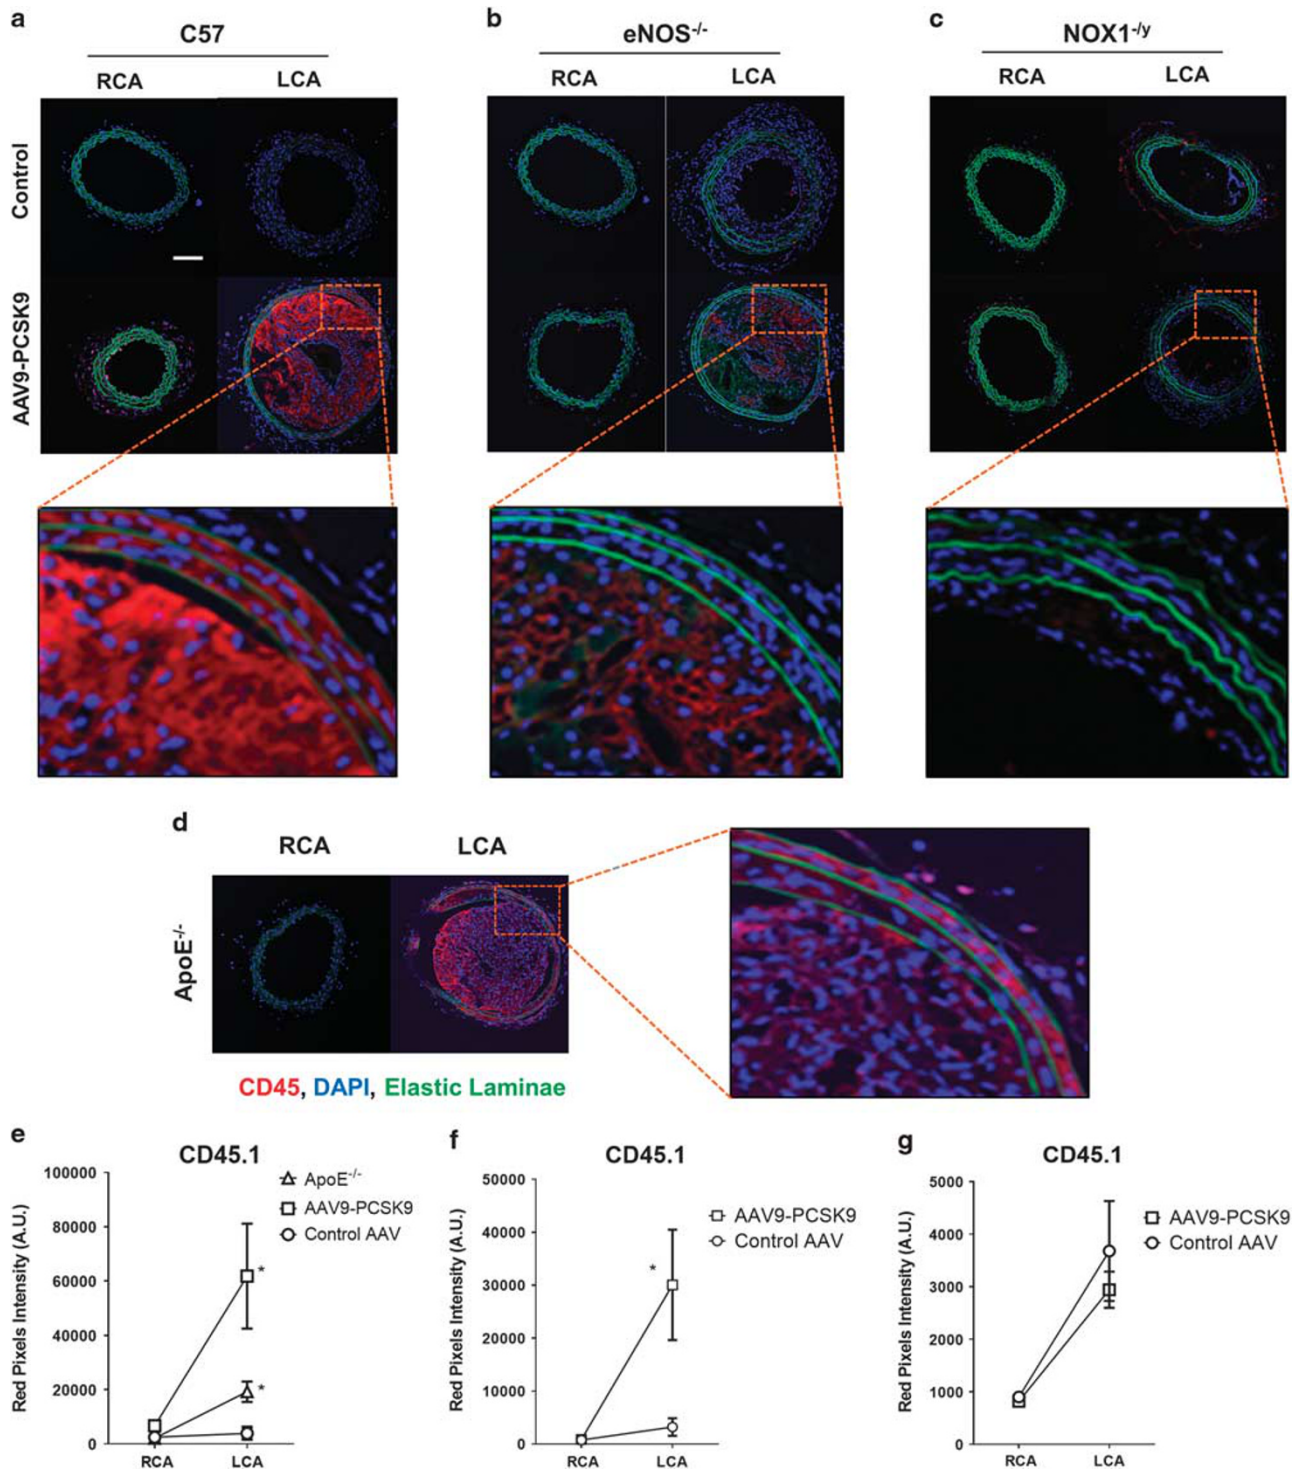 a
C57
RCA LCA
b
eNOS-/-
RCA LCA
c
NOX1-/y
RCA LCA
Control
AAV9-PCSK9
d
RCA LCA
ApoE-/-
CD45, DAPI, Elastic Laminae
e
CD45.1
Red Pixels Intensity (A.U.)
100000
80000
60000
40000
20000
0
RCA LCA
ApoE-/-
AAV9-PCSK9
Control AAV
*
*
f
CD45.1
Red Pixels Intensity (A.U.)
50000
40000
30000
20000
10000
0
RCA LCA
AAV9-PCSK9
Control AAV
*
g
CD45.1
Red Pixels Intensity (A.U.)
5000
4000
3000
2000
1000
0
RCA LCA
AAV9-PCSK9
Control AAV